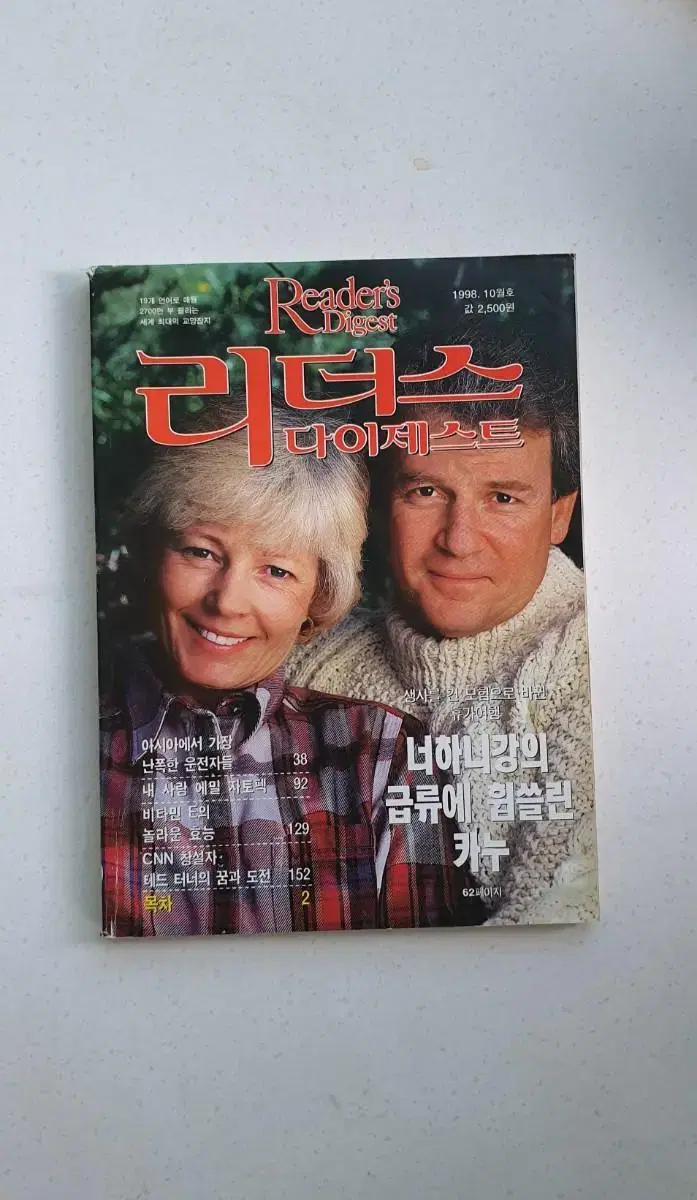 19개 언어로 매월
2700만 부 팔리는
세계 최대의 교양잡지
Reader's
Digest
1998. 10월호
값 2,500원
리더스
다이제스트
생사를 건 모험으로 바뀐
휴가여행
너하니강의
급류에 휩쓸린
카누
62페이지
아시아에서 가장
난폭한 운전자들 38
내 사랑 에밀 자토펙 92
비타민 E의
놀라운 효능 129
CNN 창설자
테드 터너의 꿈과 도전 152
목차 2